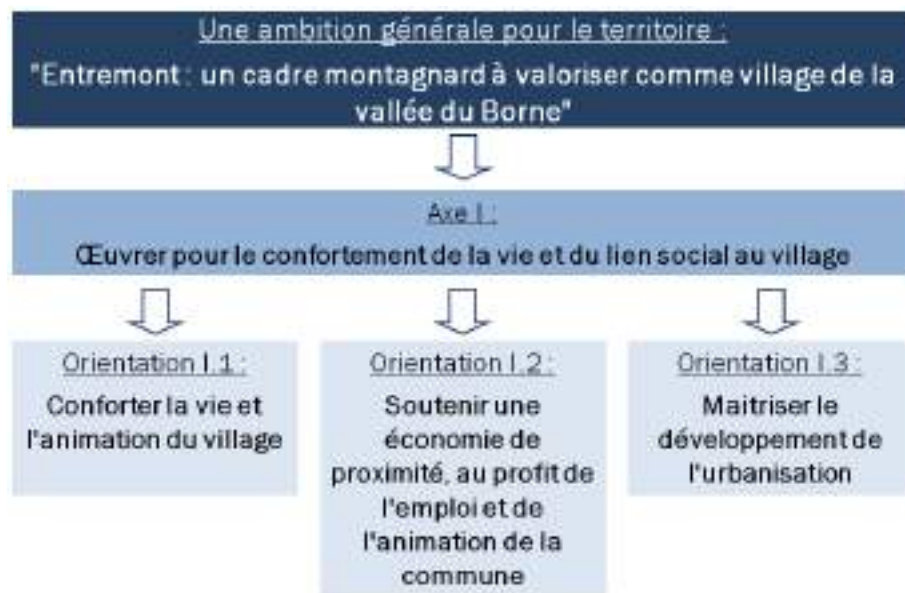 Une ambition générale pour le territoire :
"Entremont : un cadre montagnard à valoriser comme village de la
vallée du Borne"
Axe I :
Œuvrer pour le confortement de la vie et du lien social au village
Orientation I.1 :
Conforter la vie et
l'animation du village
Orientation I.2 :
Soutenir une
économie de
proximité, au profit de
l'emploi et de
l'animation de la
commune
Orientation I.3 :
Maitriser le
développement de
l'urbanisation